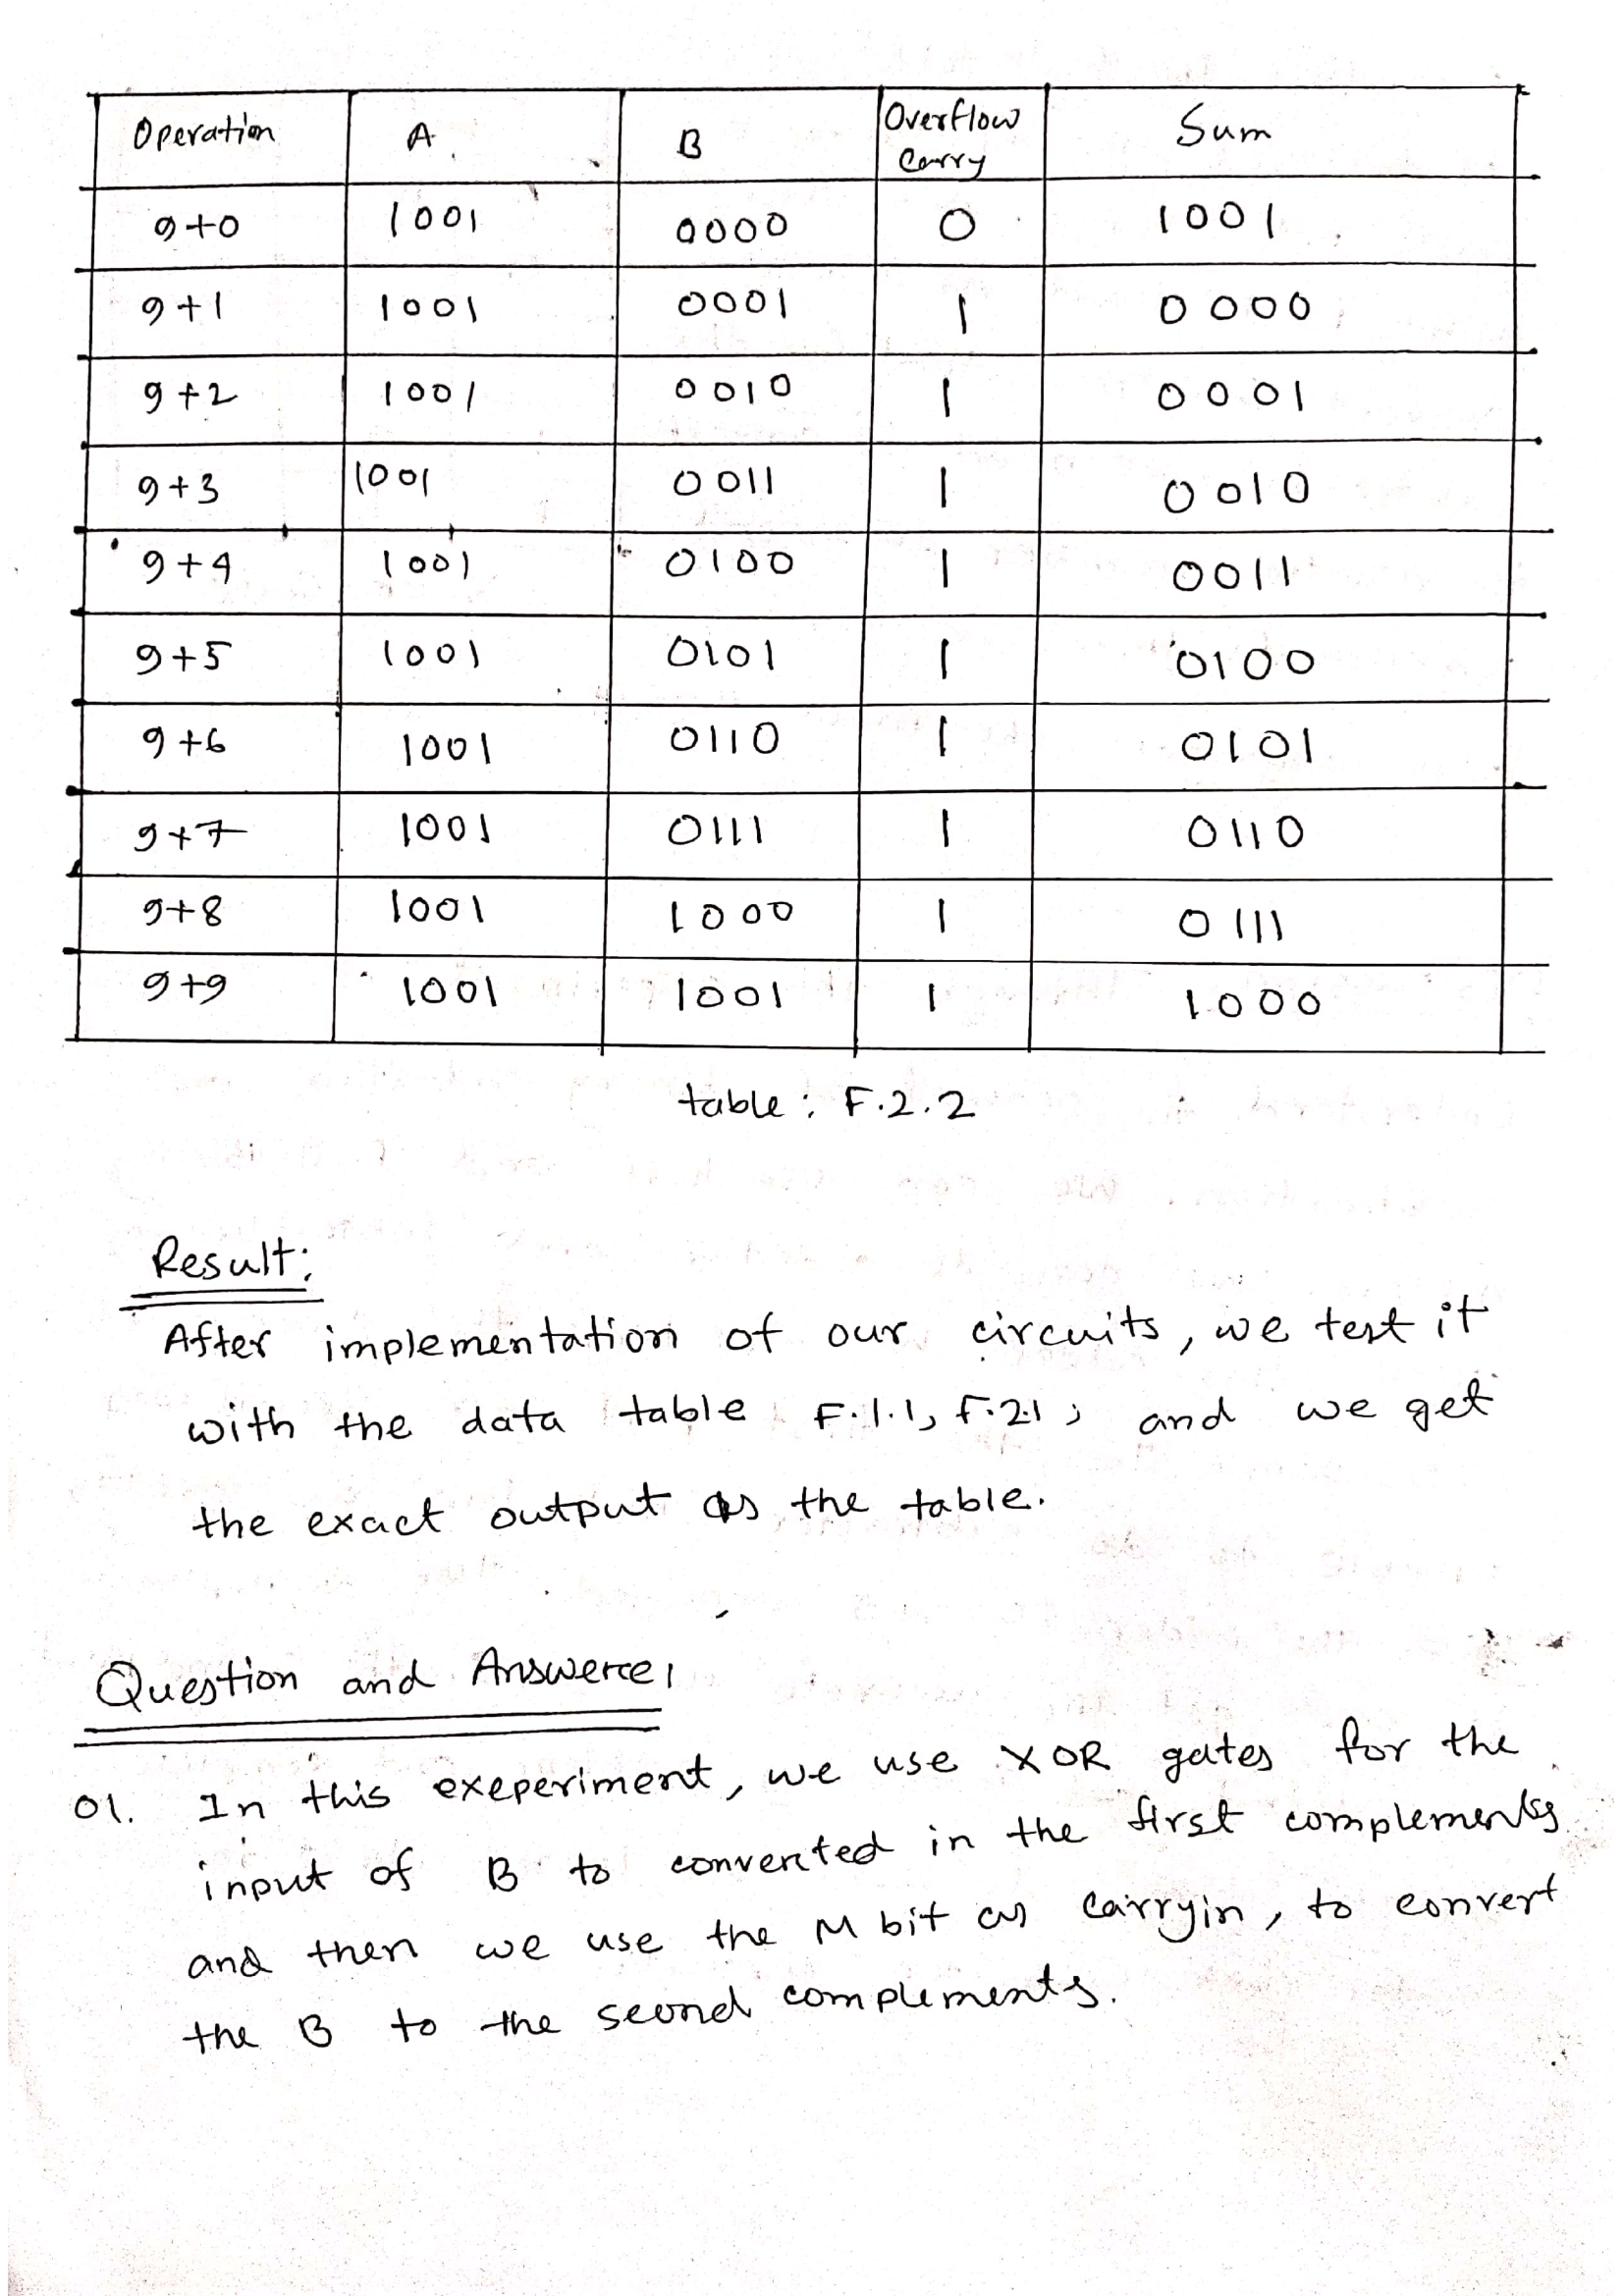 Operation A. B Overflow Carry Sum
9+0 1001 0000 0 1001
9+1 1001 0001 1 0000
9+2 1001 0010 1 0001
9+3 1001 0011 1 0010
9+4 1001 0100 1 0011
9+5 1001 0101 1 0100
9+6 1001 0110 1 0101
9+7 1001 0111 1 0110
9+8 1001 1000 1 0111
9+9 1001 1001 1 1000
table: F.2.2
Result:
After implementation of our circuits, we test it
with the data table F.1.1, F.2.1, and we get
the exact output as the table.
Question and Answere:
01. In this exeperiment, we use XOR gates for the
input of B to converted in the first complements
and then we use the M bit as carryin, to convert
the B to the seond complements.